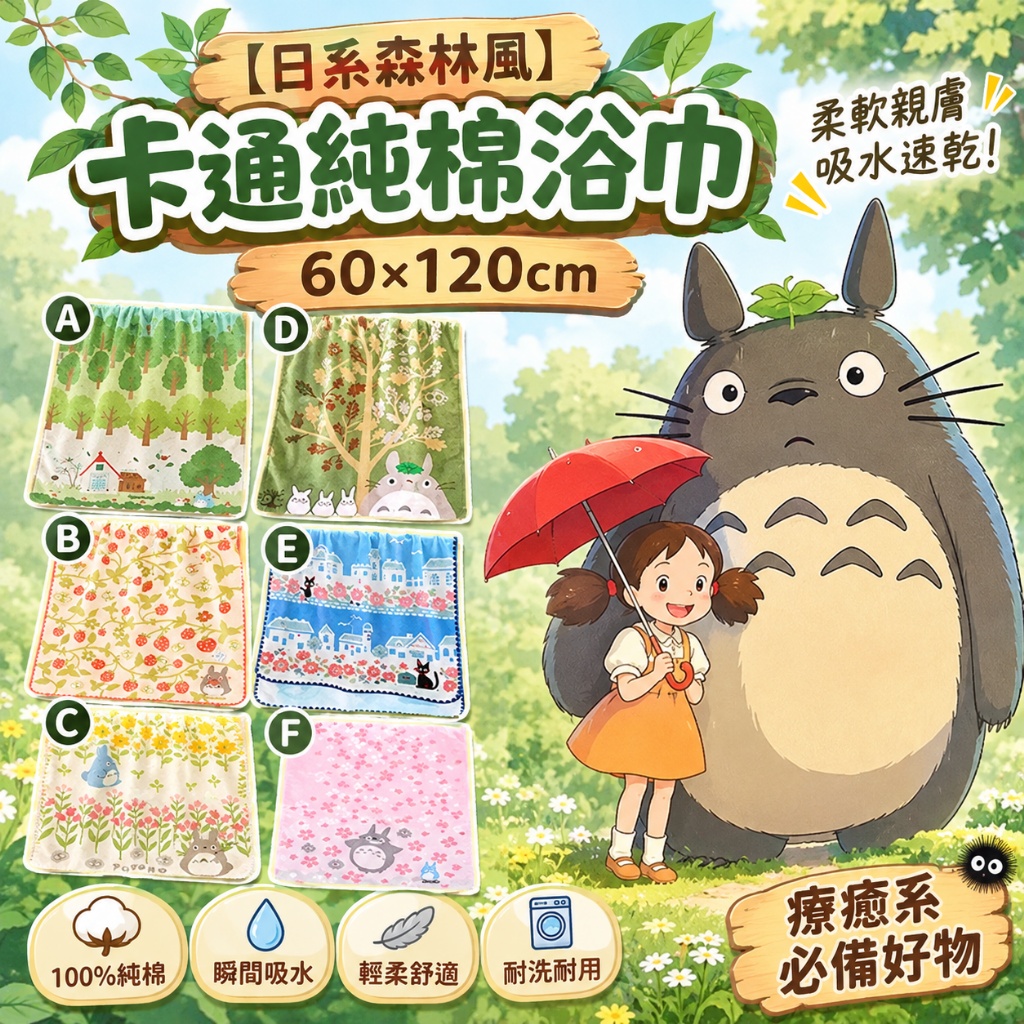 【日系森林風】
卡通純棉浴巾
60×120cm
柔軟親膚
吸水速乾!
A
D
B
E
C
F
TOTORO
100%純棉
瞬間吸水
輕柔舒適
耐洗耐用
療癒系
必備好物